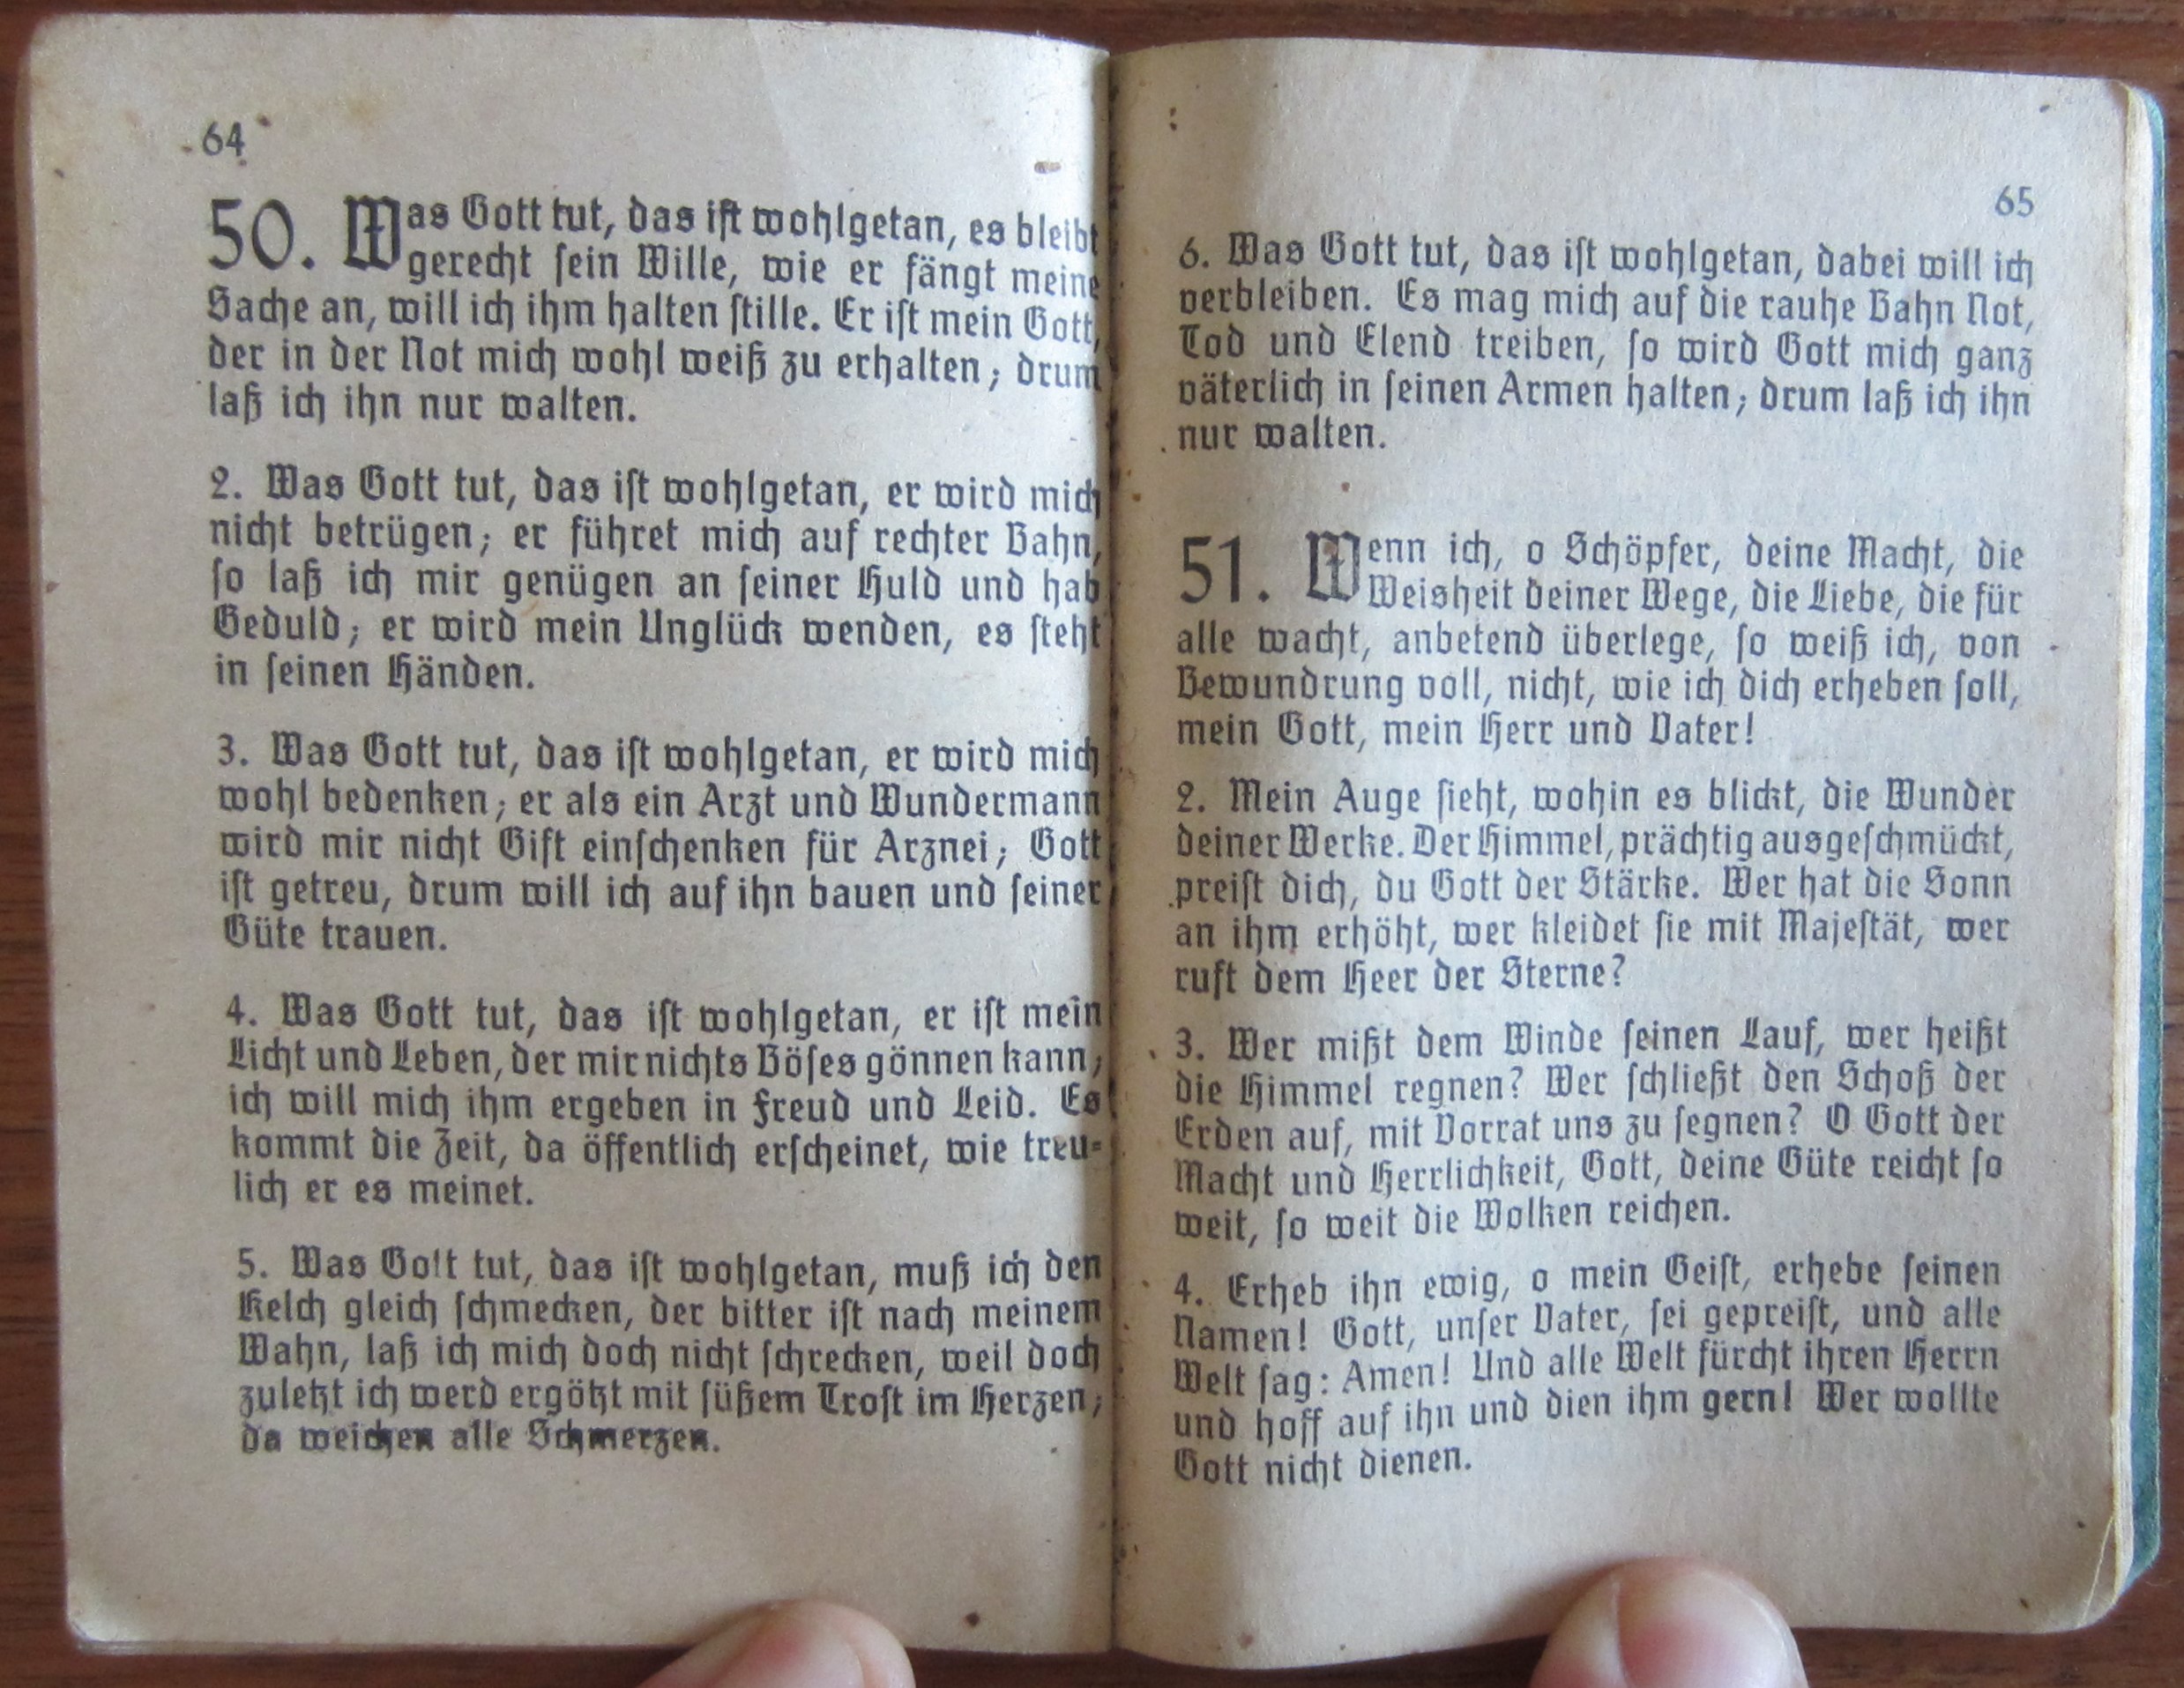 64
50. Was Gott tut, das ist wohlgetan, es bleibt
gerecht sein Wille, wie er fängt meine
Sache an, will ich ihm halten stille. Er ist mein Gott,
der in der Not mich wohl weiß zu erhalten; drum
laß ich ihn nur walten.
2. Was Gott tut, das ist wohlgetan, er wird mich
nicht betrügen; er führet mich auf rechter Bahn,
so laß ich mir genügen an seiner Huld und hab
Geduld; er wird mein Unglück wenden, es steht
in seinen Händen.
3. Was Gott tut, das ist wohlgetan, er wird mich
wohl bedenken; er als ein Arzt und Wundermann
wird mir nicht Gift einschenken für Arznei; Gott
ist getreu, drum will ich auf ihn bauen und seiner
Güte trauen.
4. Was Gott tut, das ist wohlgetan, er ist mein
Licht und Leben, der mir nichts Böses gönnen kann;
ich will mich ihm ergeben in Freud und Leid. Es
kommt die Zeit, da öffentlich erscheinet, wie treu-
lich er es meinet.
5. Was Gott tut, das ist wohlgetan, muß ich den
Kelch gleich schmecken, der bitter ist nach meinem
Wahn, laß ich mich doch nicht schrecken, weil doch
zuletzt ich werd ergötzt mit süßem Trost im Herzen;
da weichen alle Schmerzen.
65
6. Was Gott tut, das ist wohlgetan, dabei will ich
verbleiben. Es mag mich auf die rauhe Bahn Not,
Tod und Elend treiben, so wird Gott mich ganz
väterlich in seinen Armen halten; drum laß ich ihn
nur walten.
51. Wenn ich, o Schöpfer, deine Macht, die
Weisheit deiner Wege, die Liebe, die für
alle wacht, anbetend überlege, so weiß ich, von
Bewundrung voll, nicht, wie ich dich erheben soll,
mein Gott, mein Herr und Vater!
2. Mein Auge sieht, wohin es blickt, die Wunder
deiner Werke. Der Himmel, prächtig ausgeschmückt,
preist dich, du Gott der Stärke. Wer hat die Sonn
an ihm erhöht, wer kleidet sie mit Majestät, wer
ruft dem Heer der Sterne?
3. Wer mißt dem Winde seinen Lauf, wer heißt
die Himmel regnen? Wer schließt den Schoß der
Erden auf, mit Vorrat uns zu segnen? O Gott der
Macht und Herrlichkeit, Gott, deine Güte reicht so
weit, so weit die Wolken reichen.
4. Erheb ihn ewig, o mein Geist, erhebe seinen
Namen! Gott, unser Vater, sei gepreist, und alle
Welt sag: Amen! Und alle Welt fürcht ihren Herrn
und hoff auf ihn und dien ihm gern! Wer wollte
Gott nicht dienen.